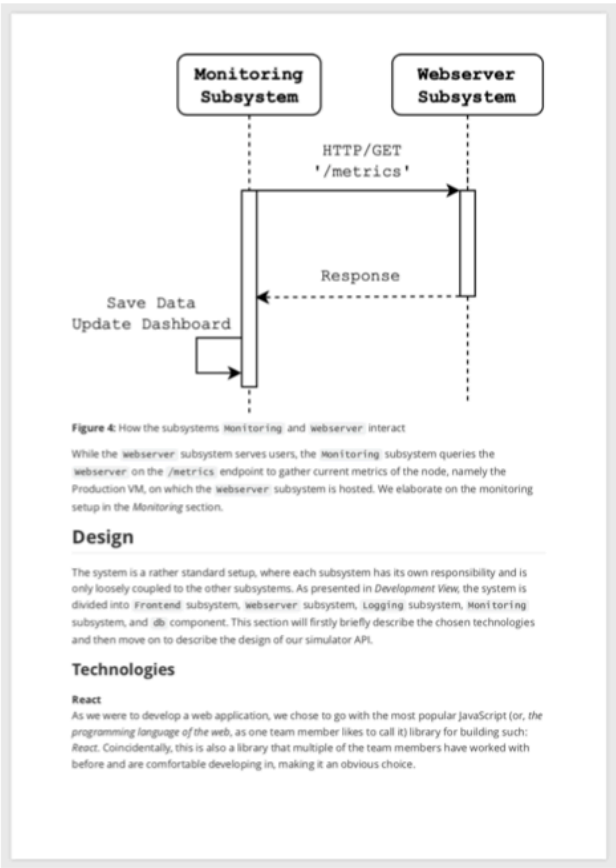 Monitoring
Subsystem
Webserver
Subsystem
HTTP/GET
'/metrics'
Response
Save Data
Update Dashboard
Figure 4: How the subsystems Monitoring and Webserver interact
While the Webserver subsystem serves users, the Monitoring subsystem queries the
Webserver on the /metrics endpoint to gather current metrics of the node, namely the
Production VM, on which the Webserver subsystem is hosted. We elaborate on the monitoring
setup in the Monitoring section.
Design
The system is a rather standard setup, where each subsystem has its own responsibility and is
only loosely coupled to the other subsystems. As presented in Development View, the system is
divided into Frontend subsystem, Webserver subsystem, Logging subsystem, Monitoring
subsystem, and db component. This section will firstly briefly describe the chosen technologies
and then move on to describe the design of our simulator API.
Technologies
React
As we were to develop a web application, we chose to go with the most popular JavaScript (or, the
programming language of the web, as one team member likes to call it) library for building such:
React. Coincidentally, this is also a library that multiple of the team members have worked with
before and are comfortable developing in, making it an obvious choice.